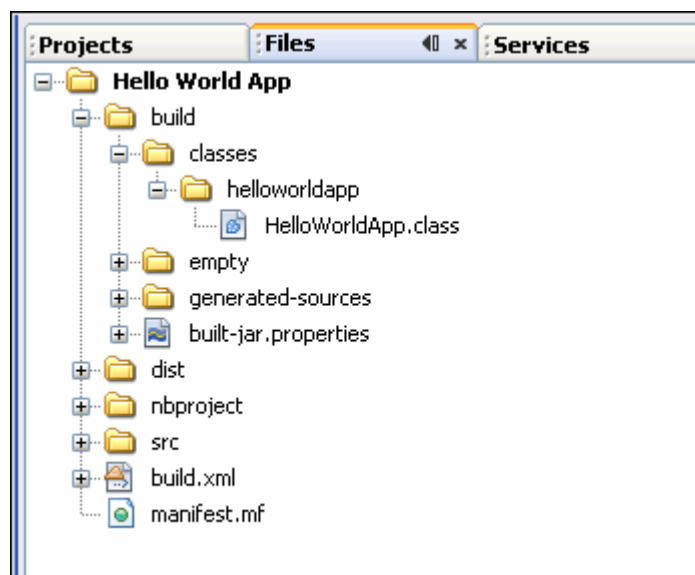 Projects Files Services
Hello World App
build
classes
helloworldapp
HelloWorldApp.class
empty
generated-sources
built-jar.properties
dist
nbproject
src
build.xml
manifest.mf